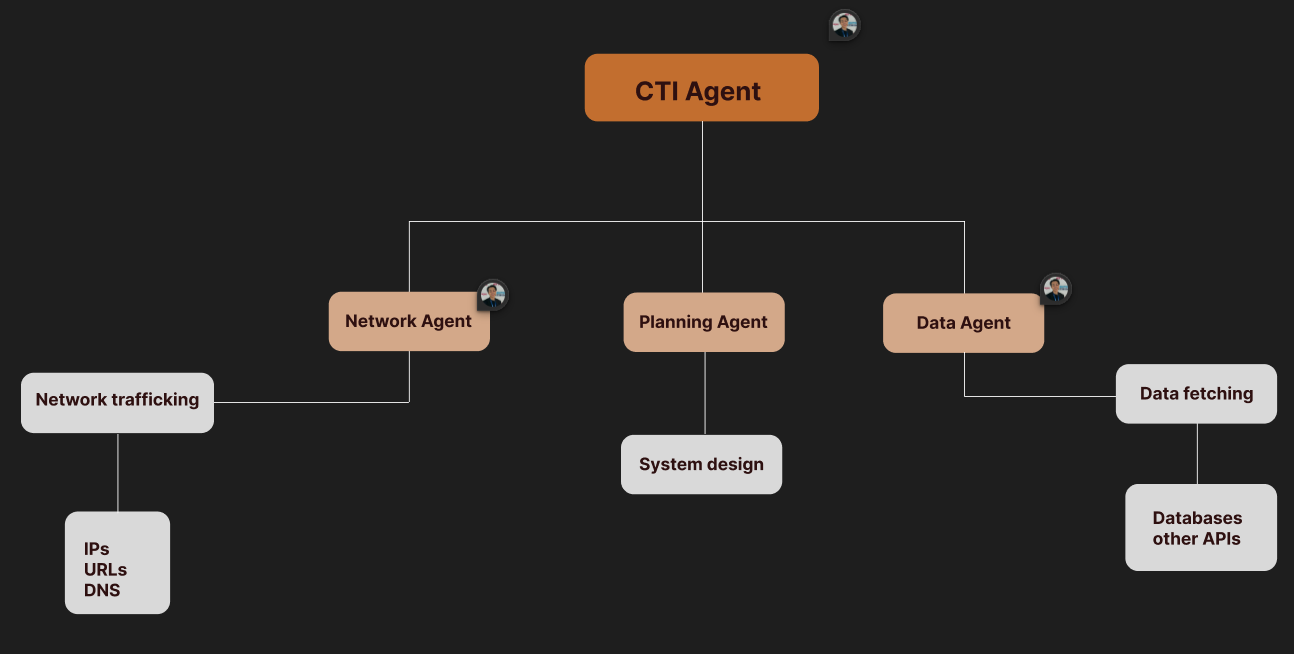 CTI Agent
Network Agent
Planning Agent
Data Agent
Network trafficking
Data fetching
System design
IPs
URLs
DNS
Databases
other APIs